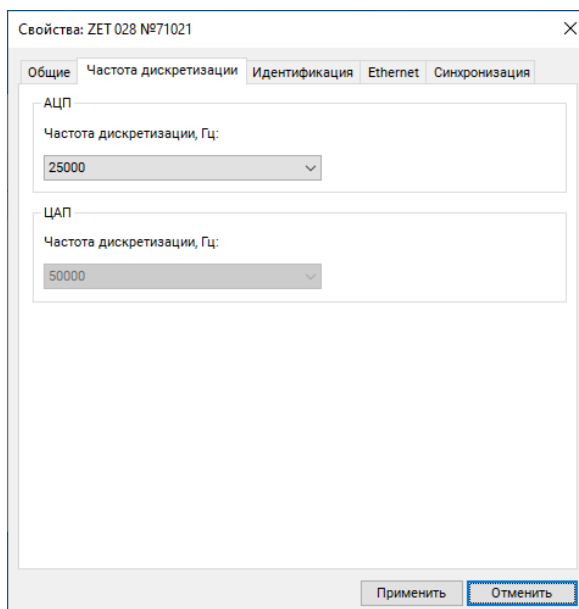 Свойства: ZET 028 №71021
Общие Частота дискретизации Идентификация Ethernet Синхронизация
АЦП
Частота дискретизации, Гц:
25000
ЦАП
Частота дискретизации, Гц:
50000
Применить Отменить